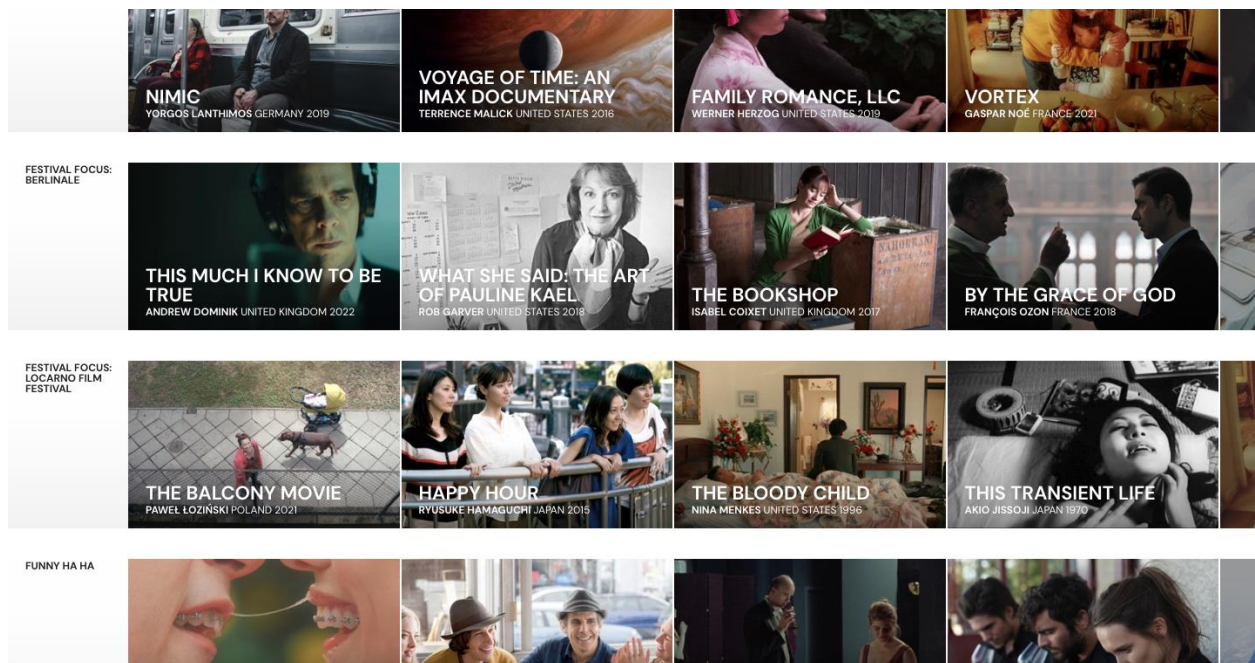 NIMIC
YORGOS LANTHIMOS GERMANY 2019
VOYAGE OF TIME: AN
IMAX DOCUMENTARY
TERRENCE MALICK UNITED STATES 2016
FAMILY ROMANCE, LLC
WERNER HERZOG UNITED STATES 2019
VORTEX
GASPAR NOÉ FRANCE 2021
FESTIVAL FOCUS:
BERLINALE
THIS MUCH I KNOW TO BE
TRUE
ANDREW DOMINIK UNITED KINGDOM 2022
WHAT SHE SAID: THE ART
OF PAULINE KAEL
ROB GARVER UNITED STATES 2018
THE BOOKSHOP
ISABEL COIXET UNITED KINGDOM 2017
BY THE GRACE OF GOD
FRANÇOIS OZON FRANCE 2018
FESTIVAL FOCUS:
LOCARNO FILM
FESTIVAL
THE BALCONY MOVIE
PAWEŁ ŁOZIŃSKI POLAND 2021
HAPPY HOUR
RYUSUKE HAMAGUCHI JAPAN 2015
THE BLOODY CHILD
NINA MENKES UNITED STATES 1996
THIS TRANSIENT LIFE
AKIO JISSOJI JAPAN 1970
FUNNY HA HA